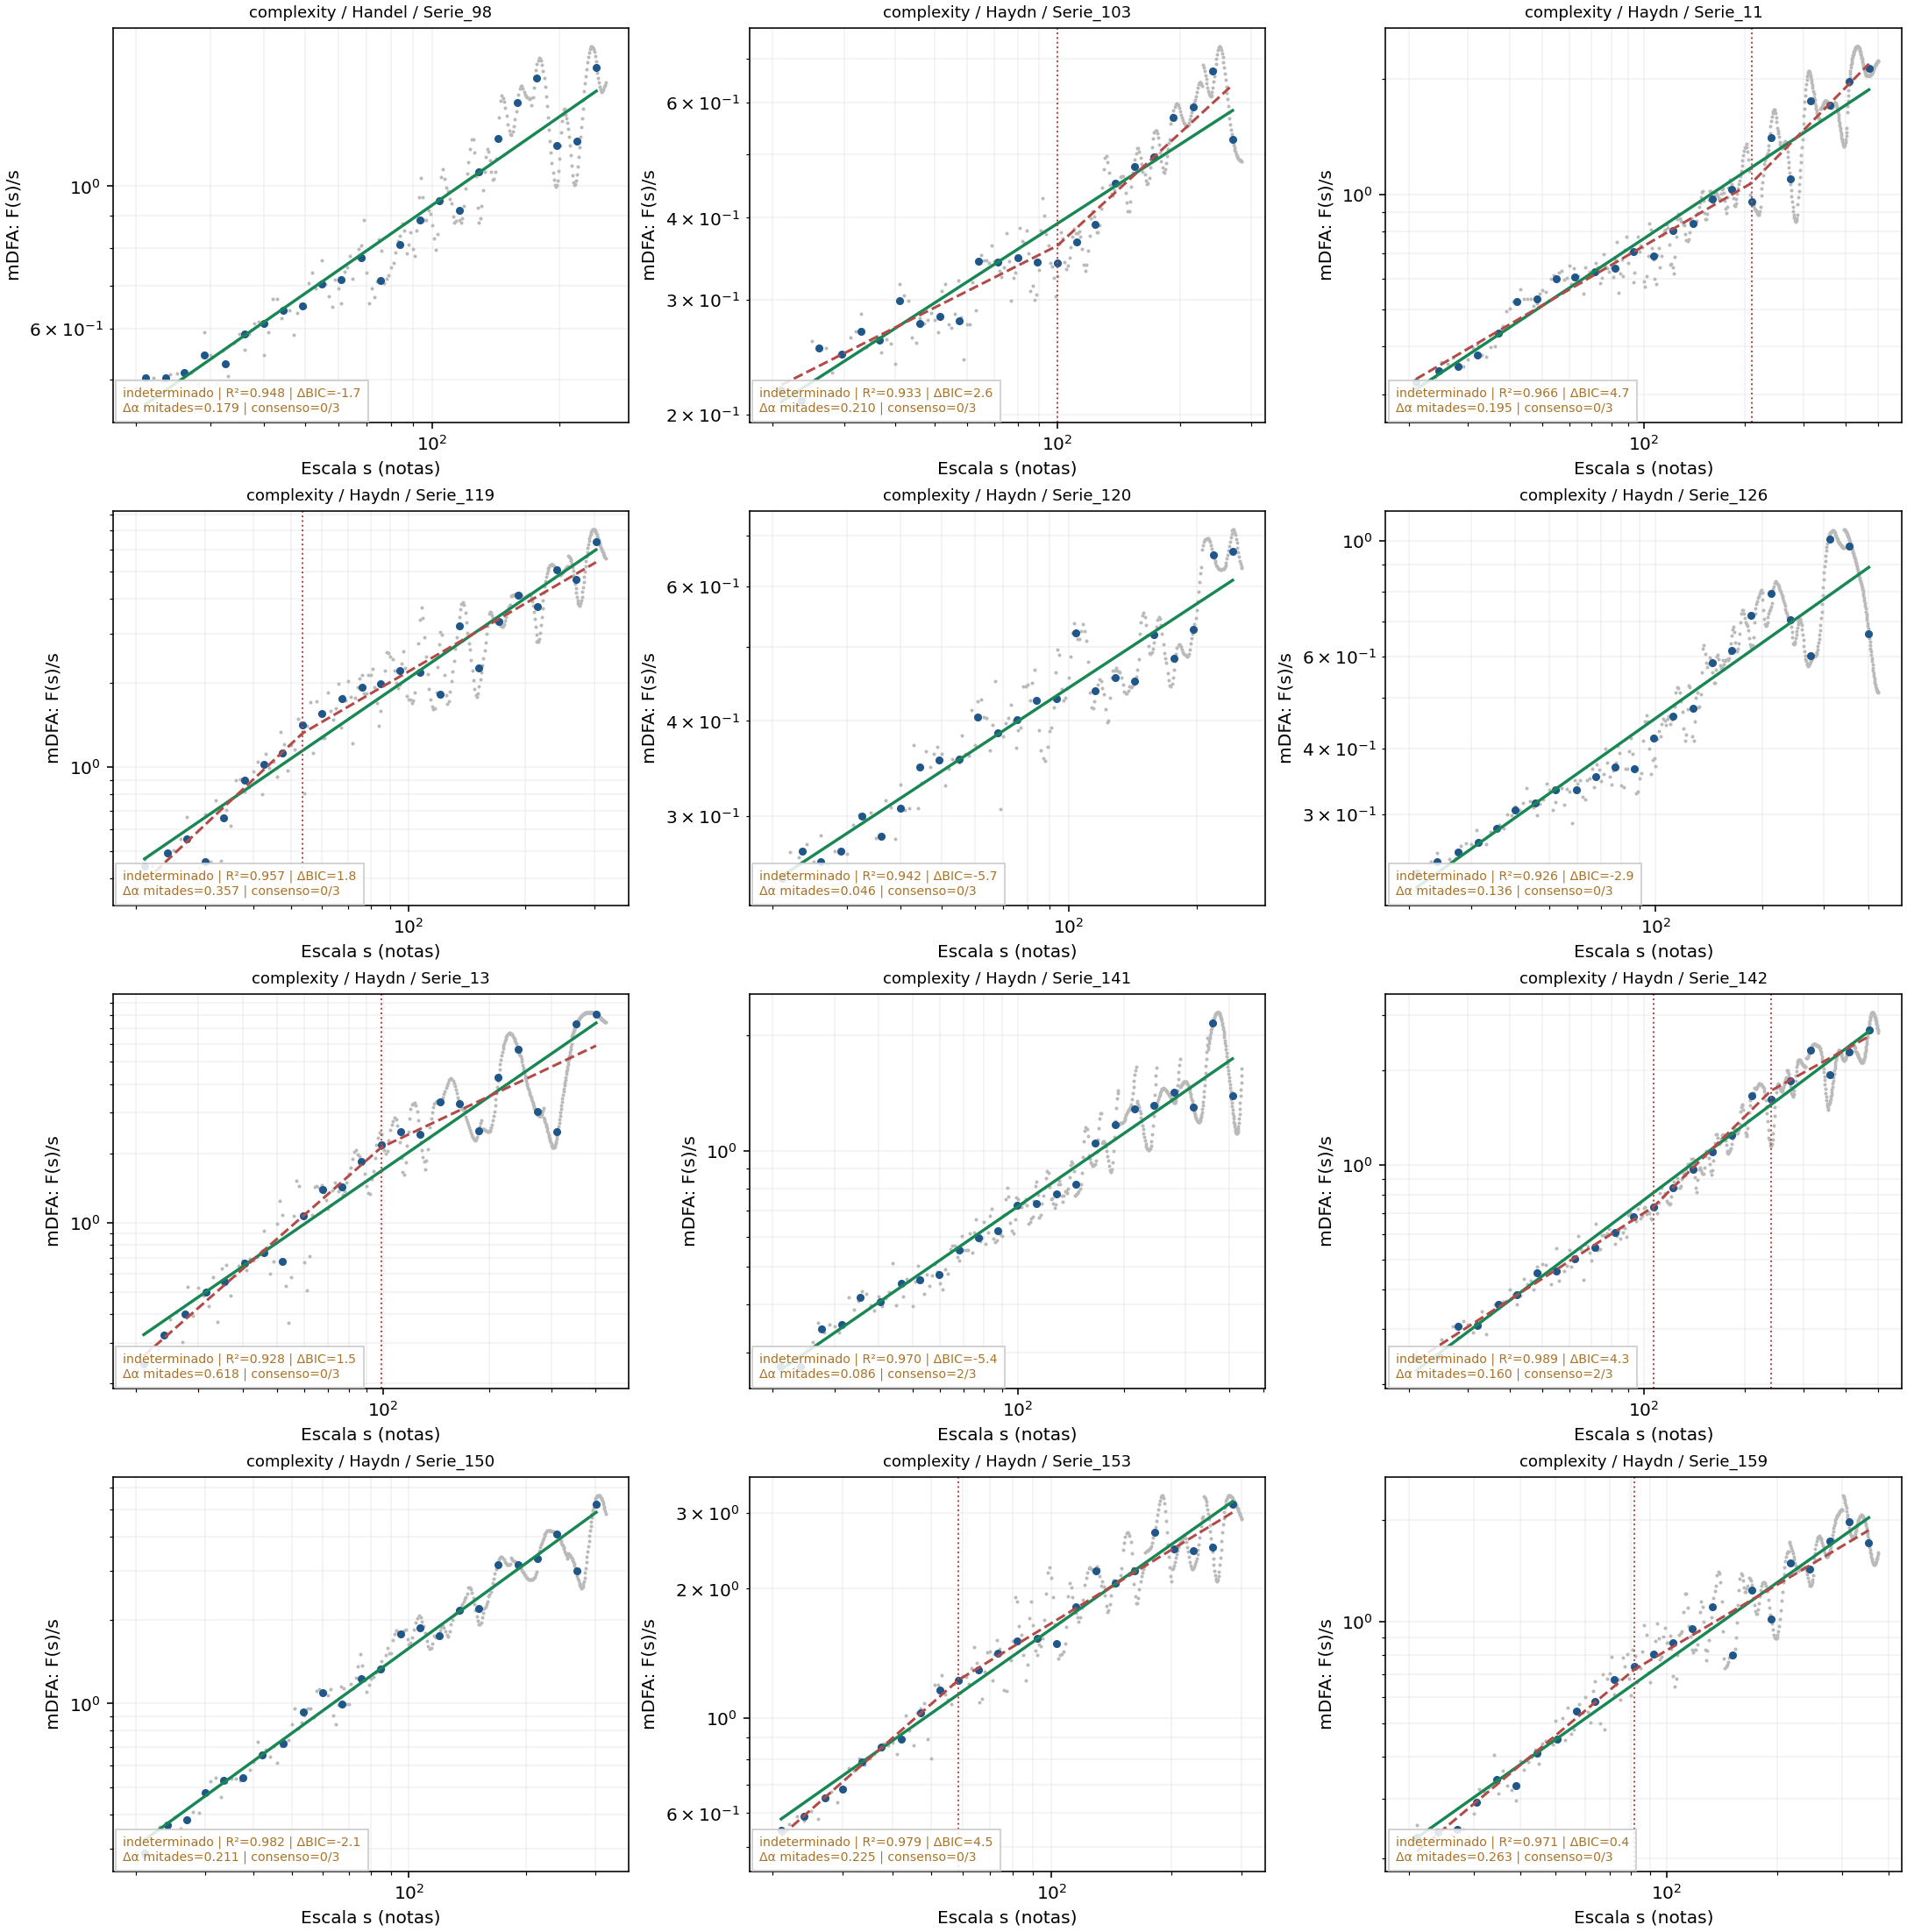 complexity / Handel / Serie_98
mDFA: F(s)/s
10⁰
6 × 10⁻¹
indeterminado | R²=0.948 | ΔBIC=-1.7
Δα mitades=0.179 | consenso=0/3
10²
Escala s (notas)
complexity / Haydn / Serie_103
mDFA: F(s)/s
6 × 10⁻¹
4 × 10⁻¹
3 × 10⁻¹
2 × 10⁻¹
indeterminado | R²=0.933 | ΔBIC=2.6
Δα mitades=0.210 | consenso=0/3
10²
Escala s (notas)
complexity / Haydn / Serie_11
mDFA: F(s)/s
10⁰
indeterminado | R²=0.966 | ΔBIC=4.7
Δα mitades=0.195 | consenso=0/3
10²
Escala s (notas)
complexity / Haydn / Serie_119
mDFA: F(s)/s
10⁰
indeterminado | R²=0.957 | ΔBIC=1.8
Δα mitades=0.357 | consenso=0/3
10²
Escala s (notas)
complexity / Haydn / Serie_120
mDFA: F(s)/s
6 × 10⁻¹
4 × 10⁻¹
3 × 10⁻¹
indeterminado | R²=0.942 | ΔBIC=-5.7
Δα mitades=0.046 | consenso=0/3
10²
Escala s (notas)
complexity / Haydn / Serie_126
mDFA: F(s)/s
10⁰
6 × 10⁻¹
4 × 10⁻¹
3 × 10⁻¹
indeterminado | R²=0.926 | ΔBIC=-2.9
Δα mitades=0.136 | consenso=0/3
10²
Escala s (notas)
complexity / Haydn / Serie_13
mDFA: F(s)/s
10⁰
indeterminado | R²=0.928 | ΔBIC=1.5
Δα mitades=0.618 | consenso=0/3
10²
Escala s (notas)
complexity / Haydn / Serie_141
mDFA: F(s)/s
10⁰
indeterminado | R²=0.970 | ΔBIC=-5.4
Δα mitades=0.086 | consenso=2/3
10²
Escala s (notas)
complexity / Haydn / Serie_142
mDFA: F(s)/s
10⁰
indeterminado | R²=0.989 | ΔBIC=4.3
Δα mitades=0.160 | consenso=2/3
10²
Escala s (notas)
complexity / Haydn / Serie_150
mDFA: F(s)/s
10⁰
indeterminado | R²=0.982 | ΔBIC=-2.1
Δα mitades=0.211 | consenso=0/3
10²
Escala s (notas)
complexity / Haydn / Serie_153
mDFA: F(s)/s
3 × 10⁰
2 × 10⁰
10⁰
6 × 10⁻¹
indeterminado | R²=0.979 | ΔBIC=4.5
Δα mitades=0.225 | consenso=0/3
10²
Escala s (notas)
complexity / Haydn / Serie_159
mDFA: F(s)/s
10⁰
indeterminado | R²=0.971 | ΔBIC=0.4
Δα mitades=0.263 | consenso=0/3
10²
Escala s (notas)